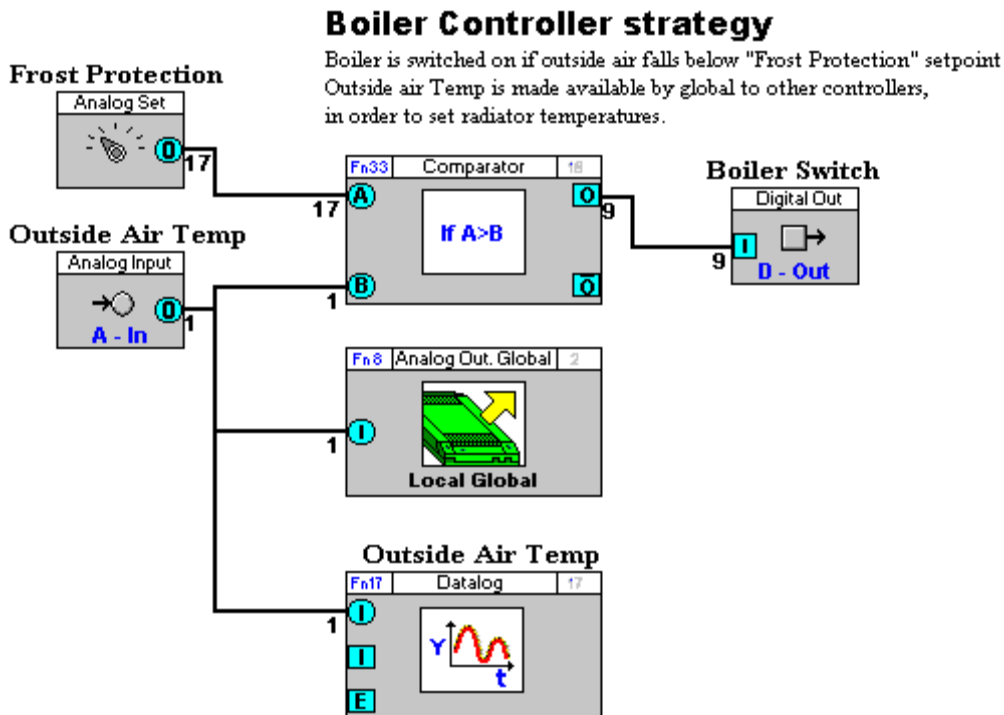 Boiler Controller strategy
Boiler is switched on if outside air falls below "Frost Protection" setpoint
Outside air Temp is made available by global to other controllers,
in order to set radiator temperatures.
Frost Protection
Analog Set
O
17
Fn33 Comparator 18
17 A
If A>B
O
9
1 B
O
Boiler Switch
Digital Out
9 I
D - Out
Outside Air Temp
Analog Input
O
1
A - In
Fn8 Analog Out. Global 2
1 I
Local Global
Outside Air Temp
Fn17 Datalog 17
1 I
I
E
Y
t